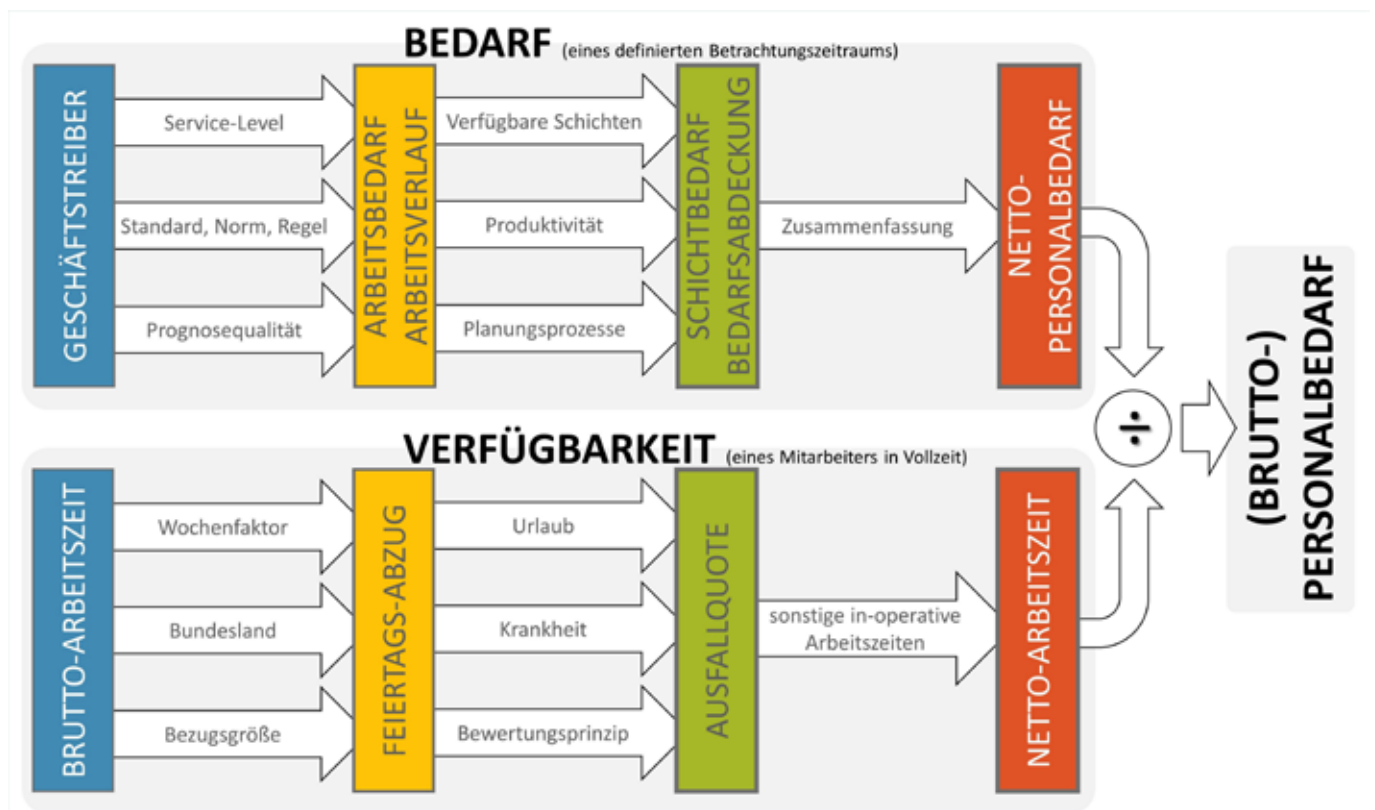 BEDARF (eines definierten Betrachtungszeitraums)
GESCHÄFTSTREIBER
Service-Level
Standard, Norm, Regel
Prognosequalität
ARBEITSBEDARF
ARBEITSVERLAUF
Verfügbare Schichten
Produktivität
Planungsprozesse
SCHICHTBEDARF
BEDARFSABDECKUNG
Zusammenfassung
NETTO-
PERSONALBEDARF
VERFÜGBARKEIT (eines Mitarbeiters in Vollzeit)
BRUTTO-ARBEITSZEIT
Wochenfaktor
Bundesland
Bezugsgröße
FEIERTAGS-ABZUG
Urlaub
Krankheit
Bewertungsprinzip
AUSFALLQUOTE
sonstige in-operative
Arbeitszeiten
NETTO-ARBEITSZEIT
÷
(BRUTTO-)
PERSONALBEDARF